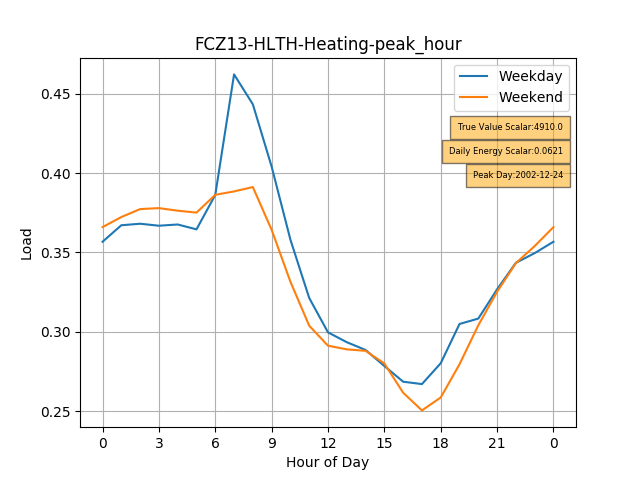 FCZ13-HLTH-Heating-peak_hour
Weekday
Weekend
True Value Scalar:4910.0
Daily Energy Scalar:0.0621
Peak Day:2002-12-24
Load
0.45
0.40
0.35
0.30
0.25
0 3 6 9 12 15 18 21 0
Hour of Day